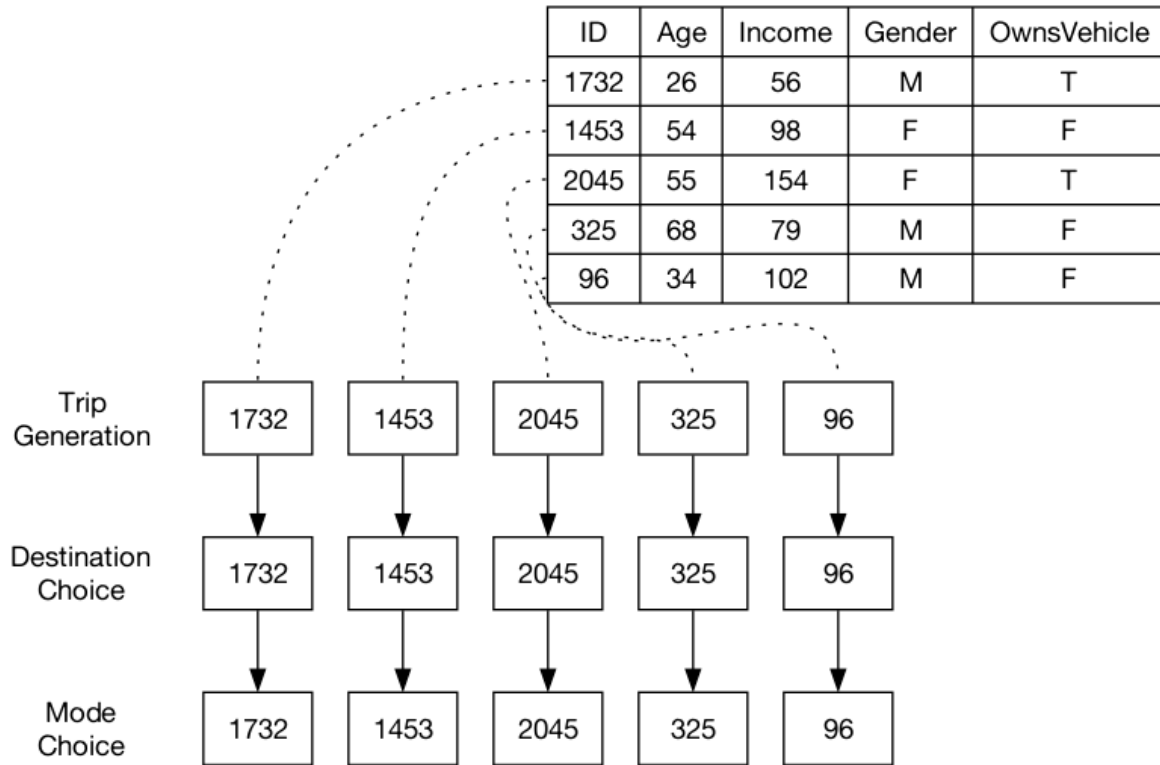 ID Age Income Gender OwnsVehicle
1732 26 56 M T
1453 54 98 F F
2045 55 154 F T
325 68 79 M F
96 34 102 M F
Trip
Generation
1732 1453 2045 325 96
Destination
Choice
1732 1453 2045 325 96
Mode
Choice
1732 1453 2045 325 96